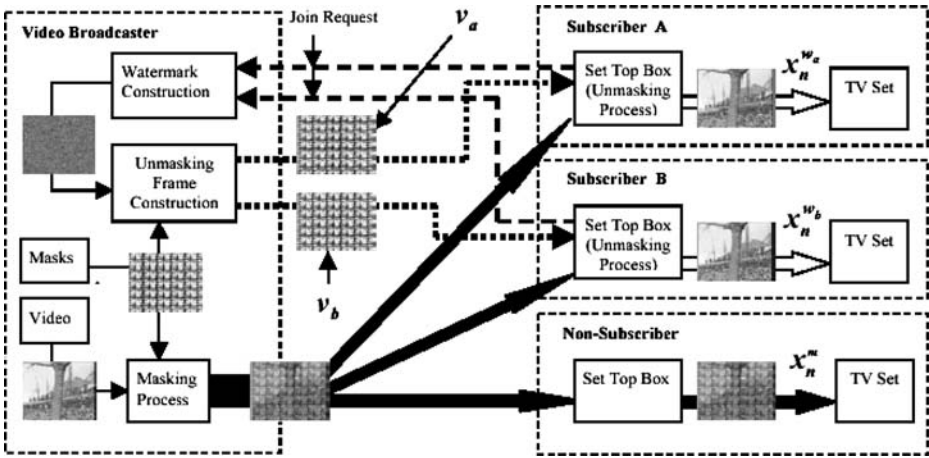 Video Broadcaster
Watermark
Construction
Unmasking
Frame
Construction
Masks
Video
Masking
Process
Join Request
v_a
v_b
Subscriber A
Set Top Box
(Unmasking
Process)
x_n^{w_a}
TV Set
Subscriber B
Set Top Box
(Unmasking
Process)
x_n^{w_b}
TV Set
Non-Subscriber
Set Top Box
x_n^m
TV Set